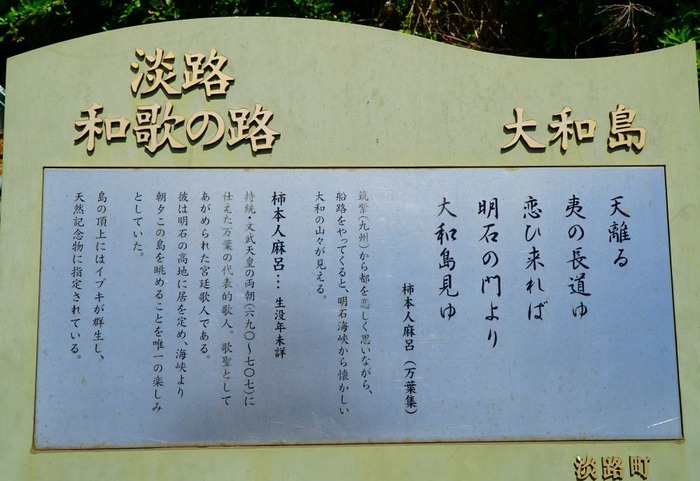 淡路
和歌の路
大和島
天離る
夷の長道ゆ
恋ひ来れば
明石の門より
大和島見ゆ
柿本人麻呂（万葉集）
筑紫（九州）から都を恋しく思いながら、
船路をやってくると、明石海峡から懐かしい
大和の山々が見える。
柿本人麻呂…生没年未詳
持統・文武天皇の両朝（六九〇～七〇七）に
仕えた万葉の代表的歌人。歌聖として
あがめられた宮廷歌人である。
彼は明石の高地に居を定め、海峡より
朝夕この島を眺めることを唯一の楽しみ
としていた。
島の頂上にはイブキが群生し、
天然記念物に指定されている。
淡路町